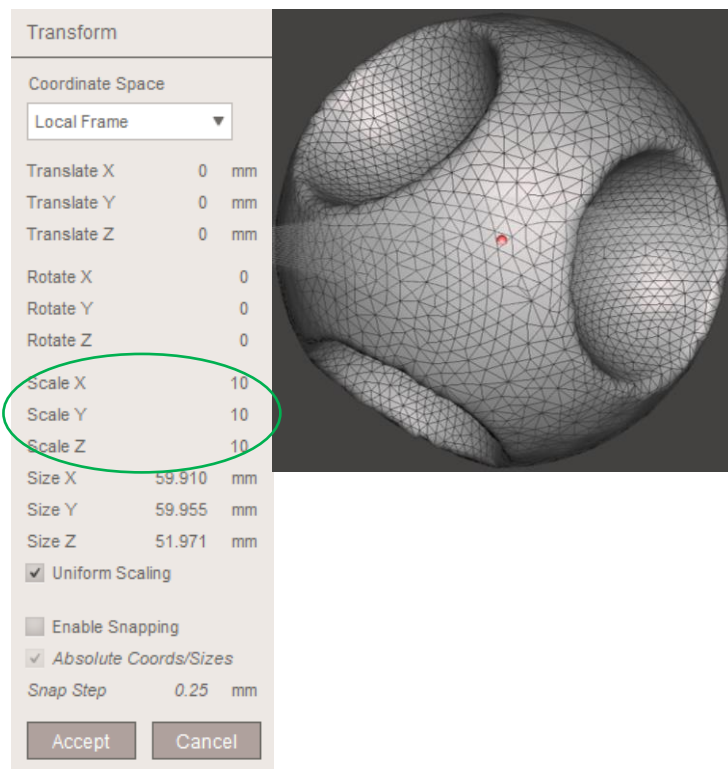 Transform
Coordinate Space
Local Frame
Translate X 0 mm
Translate Y 0 mm
Translate Z 0 mm
Rotate X 0
Rotate Y 0
Rotate Z 0
Scale X 10
Scale Y 10
Scale Z 10
Size X 59.910 mm
Size Y 59.955 mm
Size Z 51.971 mm
Uniform Scaling
Enable Snapping
Absolute Coords/Sizes
Snap Step 0.25 mm
Accept Cancel